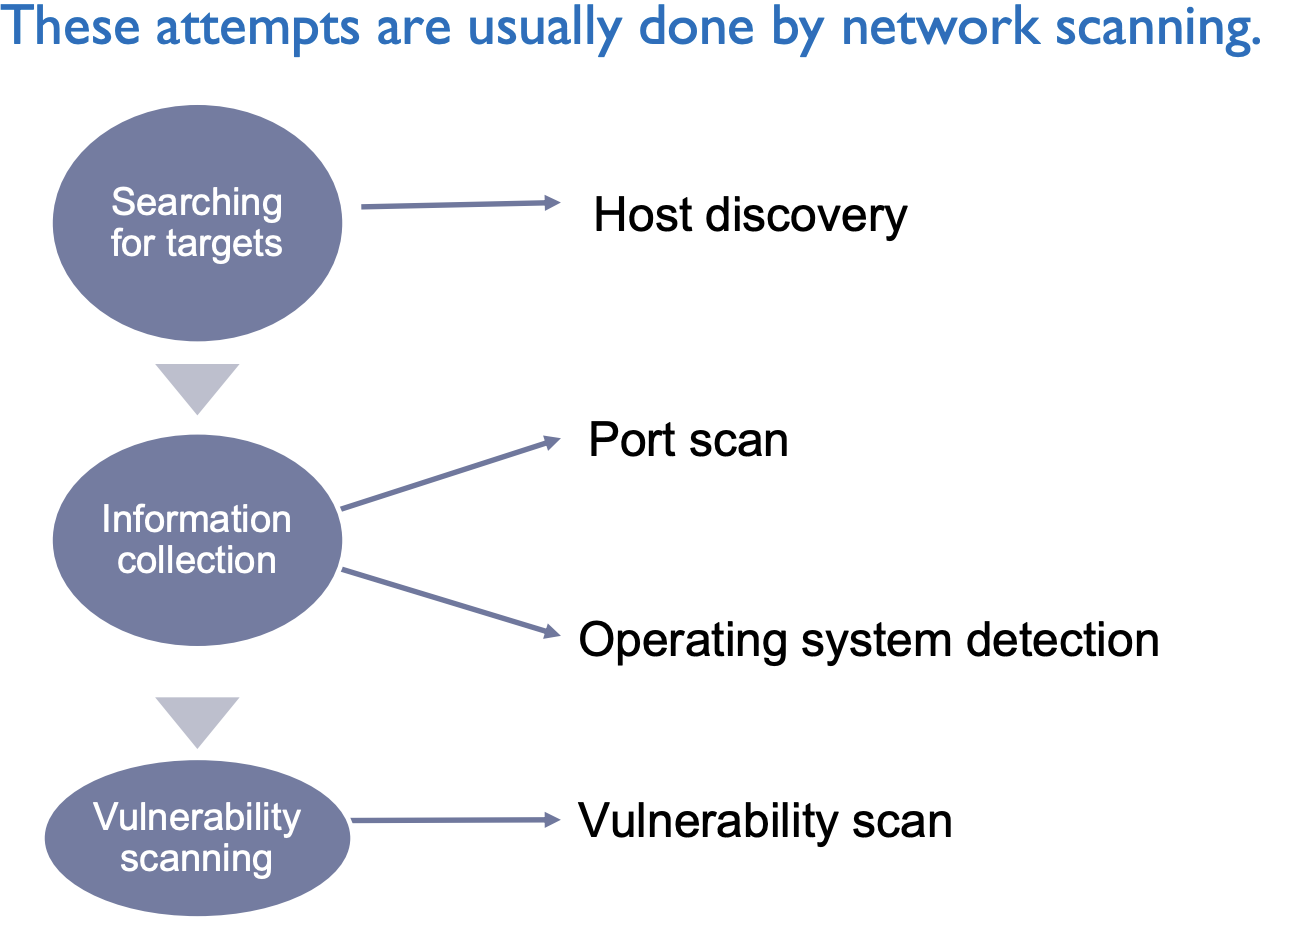 These attempts are usually done by network scanning.
Searching
for targets
Host discovery
Information
collection
Port scan
Operating system detection
Vulnerability
scanning
Vulnerability scan